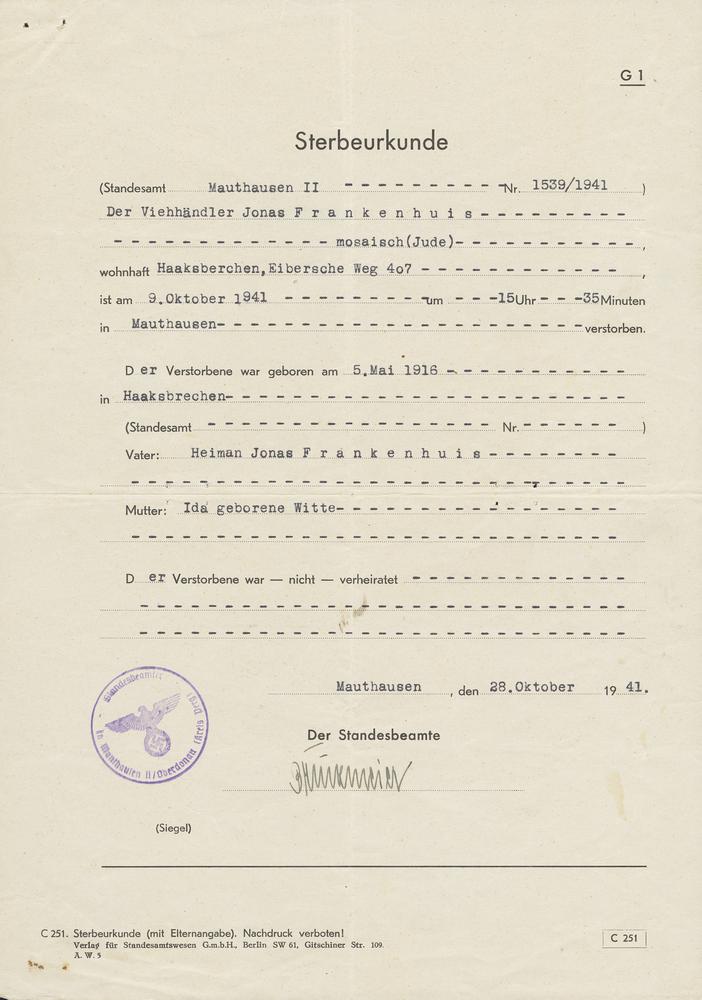 G 1
Sterbeurkunde
(Standesamt Mauthausen II - - - - - - - - - - Nr. 1539/1941 )
Der Viehhändler Jonas F r a n k e n h u i s - - - - - - - - -
- - - - - - - - - - - - - mosaisch(Jude)- - - - - - - - - - - - - ,
wohnhaft Haaksberchen,Eibersche Weg 4o7 - - - - - - - - - - - - ,
ist am 9.Oktober 1941 - - - - - - - - - um - - -15 Uhr - - -35 Minuten
in Mauthausen- - - - - - - - - - - - - - - - - - - - - - - - - - verstorben.
D er Verstorbene war geboren am 5.Mai 1916 - - - - - - - - - - -
in Haaksbrechen- - - - - - - - - - - - - - - - - - - - - - - - - -
(Standesamt - - - - - - - - - - - - - - - - - Nr. - - - - - - )
Vater: Heiman Jonas F r a n k e n h u i s - - - - - - - -
- - - - - - - - - - - - - - - - - - - - - - - - - - - - - -
Mutter: Ida geborene Witte- - - - - - - - - - - - - - - - - -
- - - - - - - - - - - - - - - - - - - - - - - - - - - - - -
D er Verstorbene war — nicht — verheiratet - - - - - - - - - - - - -
- - - - - - - - - - - - - - - - - - - - - - - - - - - - - -
- - - - - - - - - - - - - - - - - - - - - - - - - - - - - -
Mauthausen , den 28.Oktober 19 41.
Standesbeamter
in Mauthausen II/Oberdonau (Kreis
Der Standesbeamte
(Siegel)
C 251. Sterbeurkunde (mit Elternangabe). Nachdruck verboten!
Verlag für Standesamtswesen G.m.b.H., Berlin SW 61, Gitschiner Str. 109.
A. W. 5
C 251